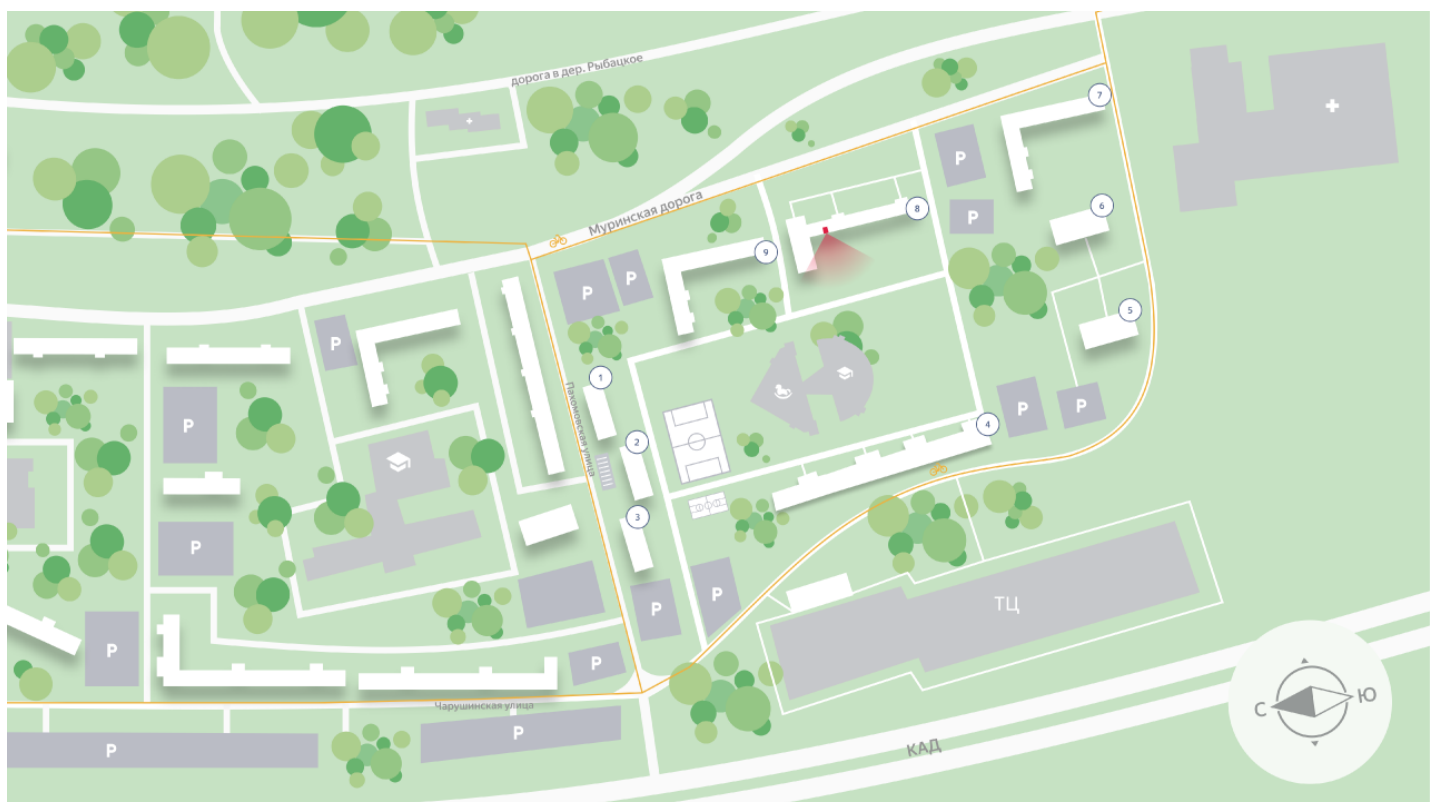 дорога в дер. Рыбацкое
7
P
6
P
8
Муринская дорога
9
P
P
5
P
1
Пахомовская улица
P
P
4
P
2
3
P
P
ТЦ
P
P
P
Ю
С
Чарушинская улица
P
P
КАД